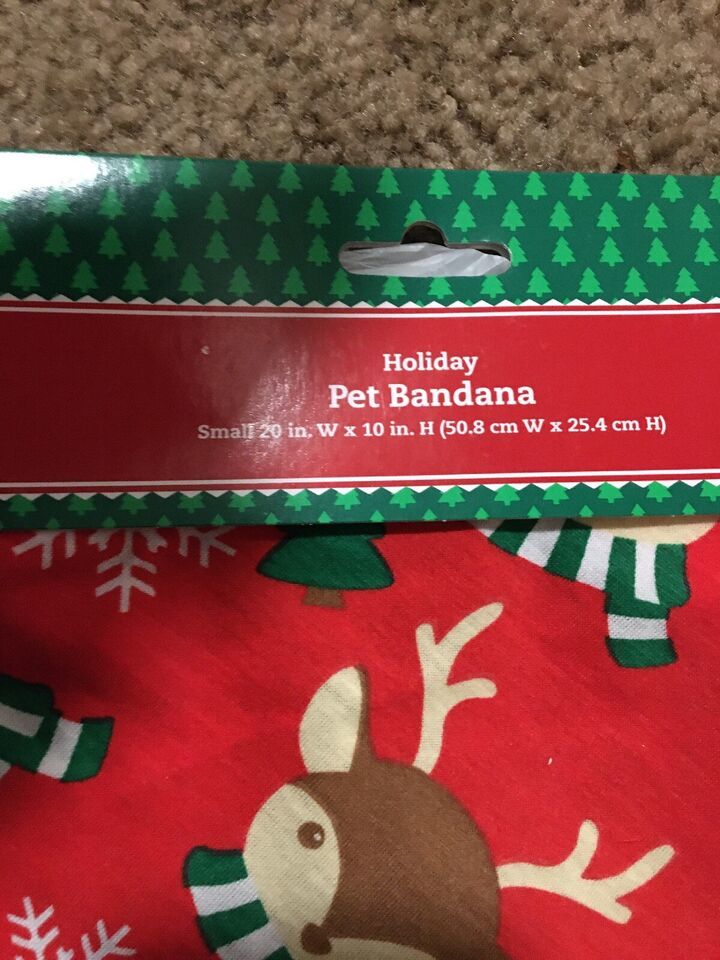 Holiday
Pet Bandana
Small 20 in. W x 10 in. H (50.8 cm W x 25.4 cm H)